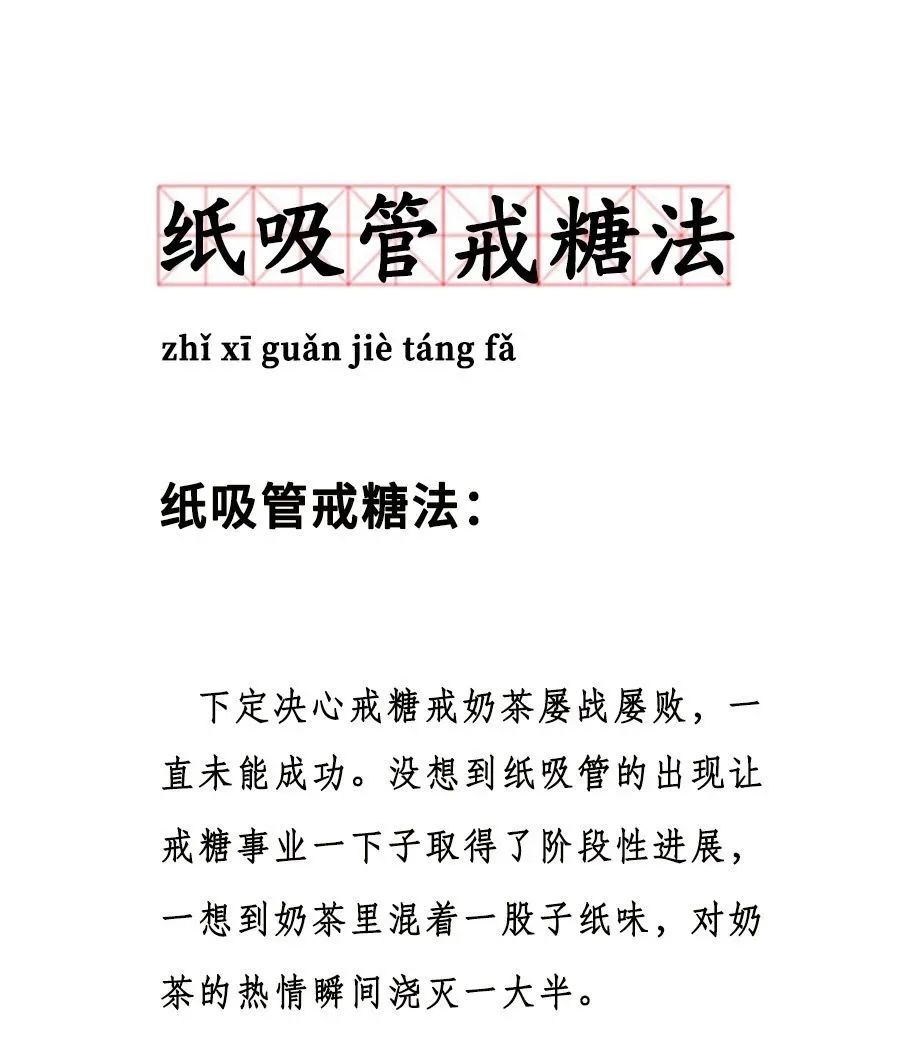 纸吸管戒糖法
zhǐ xī guǎn jiè táng fǎ
纸吸管戒糖法：
下定决心戒糖戒奶茶屡战屡败，一
直未能成功。没想到纸吸管的出现让
戒糖事业一下子取得了阶段性进展，
一想到奶茶里混着一股子纸味，对奶
茶的热情瞬间浇灭一大半。